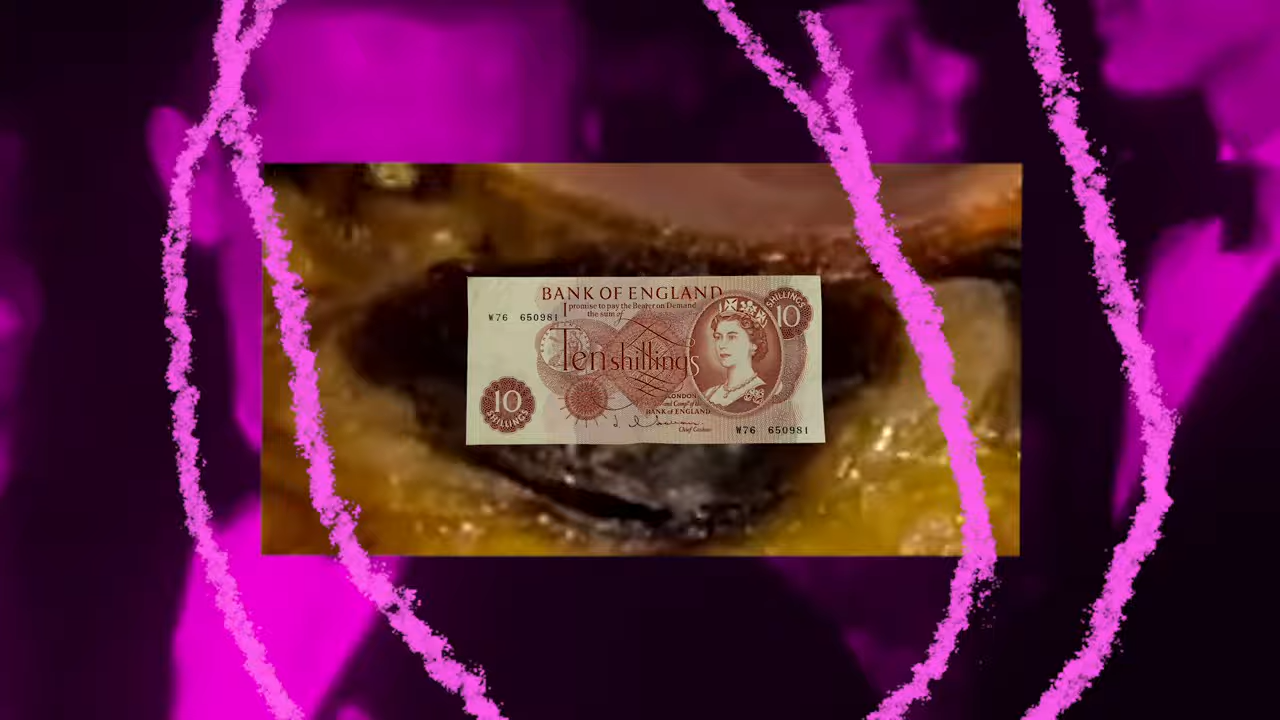 BANK OF ENGLAND
I promise to pay the Bearer on Demand
the sum of
W76 650981
Ten shillings
10
SHILLINGS
10
SHILLINGS
LONDON
BANK OF ENGLAND
Chief Cashier
W76 650981